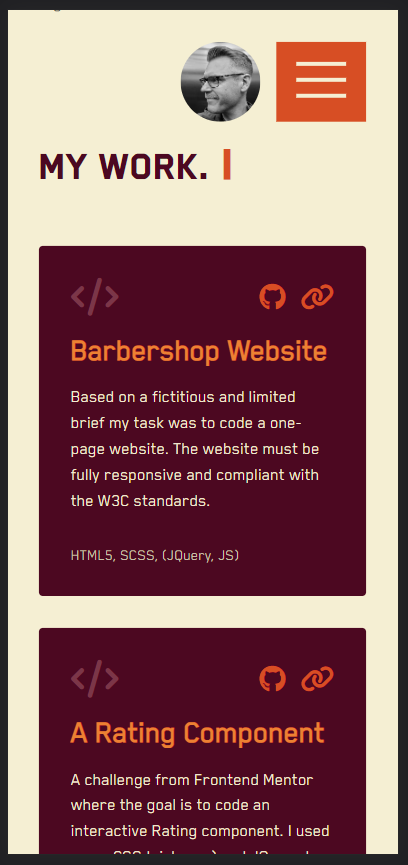 MY WORK.
</>
Barbershop Website
Based on a fictitious and limited
brief my task was to code a one-
page website. The website must be
fully responsive and compliant with
the W3C standards.
HTML5, SCSS, (JQuery, JS)
</>
A Rating Component
A challenge from Frontend Mentor
where the goal is to code an
interactive Rating component. I used